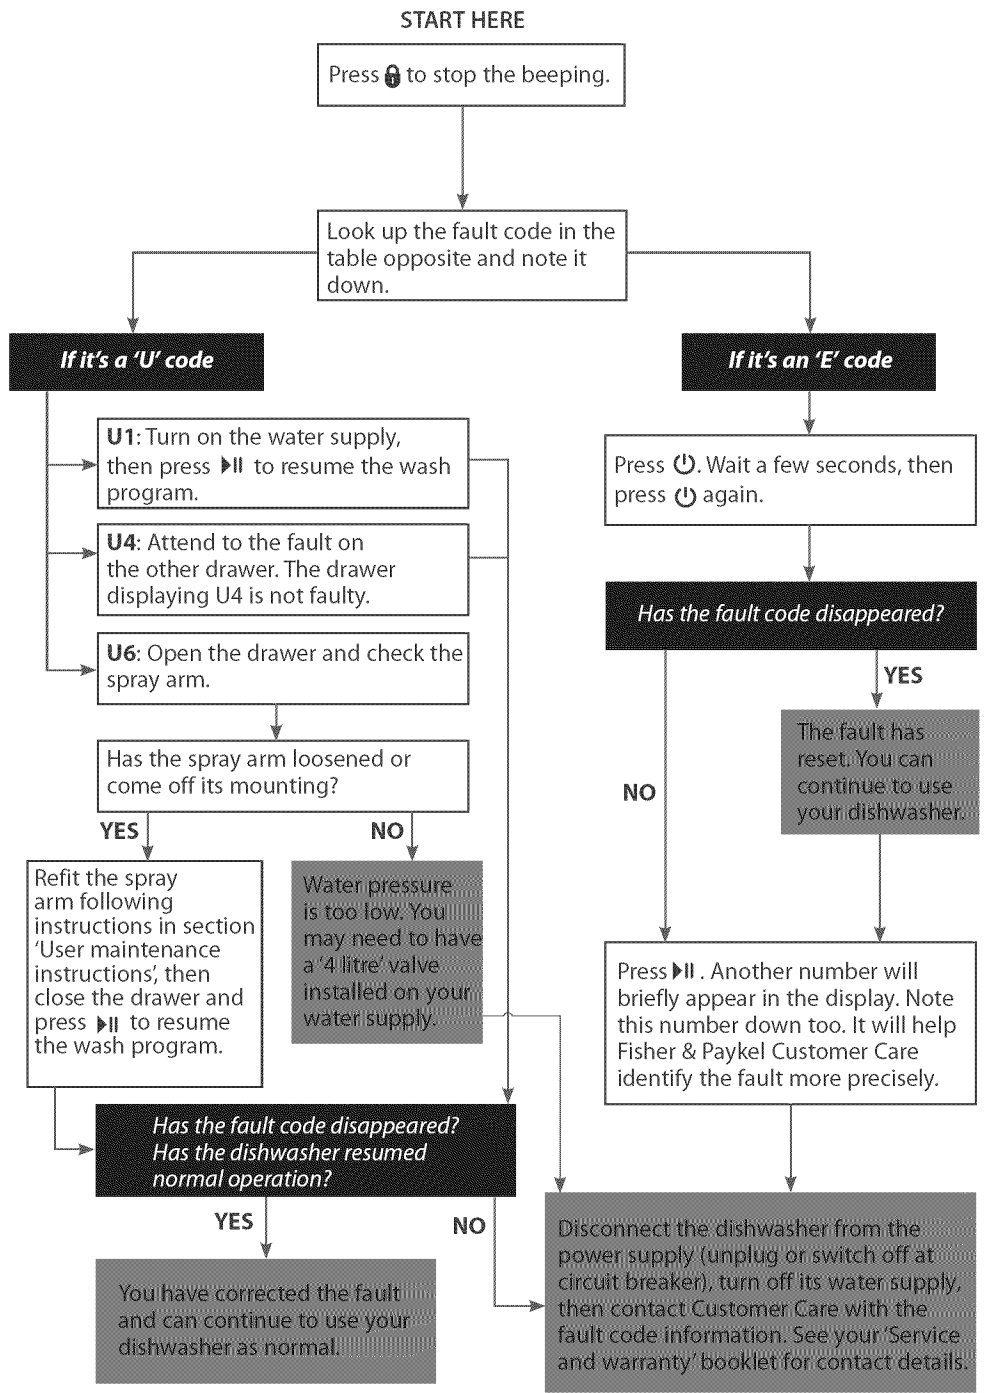 START HERE
Press to stop the beeping.
Look up the fault code in the
table opposite and note it
down.
If it's a 'U' code
U1: Turn on the water supply,
then press to resume the wash
program.
U4: Attend to the fault on
the other drawer. The drawer
displaying U4 is not faulty.
U6: Open the drawer and check the
spray arm.
Has the spray arm loosened or
come off its mounting?
YES
NO
Refit the spray
arm following
instructions in section
'User maintenance
instructions', then
close the drawer and
press to resume
the wash program.
Water pressure
is too low. You
may need to have
a '4 litre' valve
installed on your
water supply.
Has the fault code disappeared?
Has the dishwasher resumed
normal operation?
YES
NO
You have corrected the fault
and can continue to use your
dishwasher as normal.
If it's an 'E' code
Press . Wait a few seconds, then
press again.
Has the fault code disappeared?
YES
NO
The fault has
reset. You can
continue to use
your dishwasher.
Press . Another number will
briefly appear in the display. Note
this number down too. It will help
Fisher & Paykel Customer Care
identify the fault more precisely.
Disconnect the dishwasher from the
power supply (unplug or switch off at
circuit breaker), turn off its water supply,
then contact Customer Care with the
fault code information. See your 'Service
and warranty' booklet for contact details.